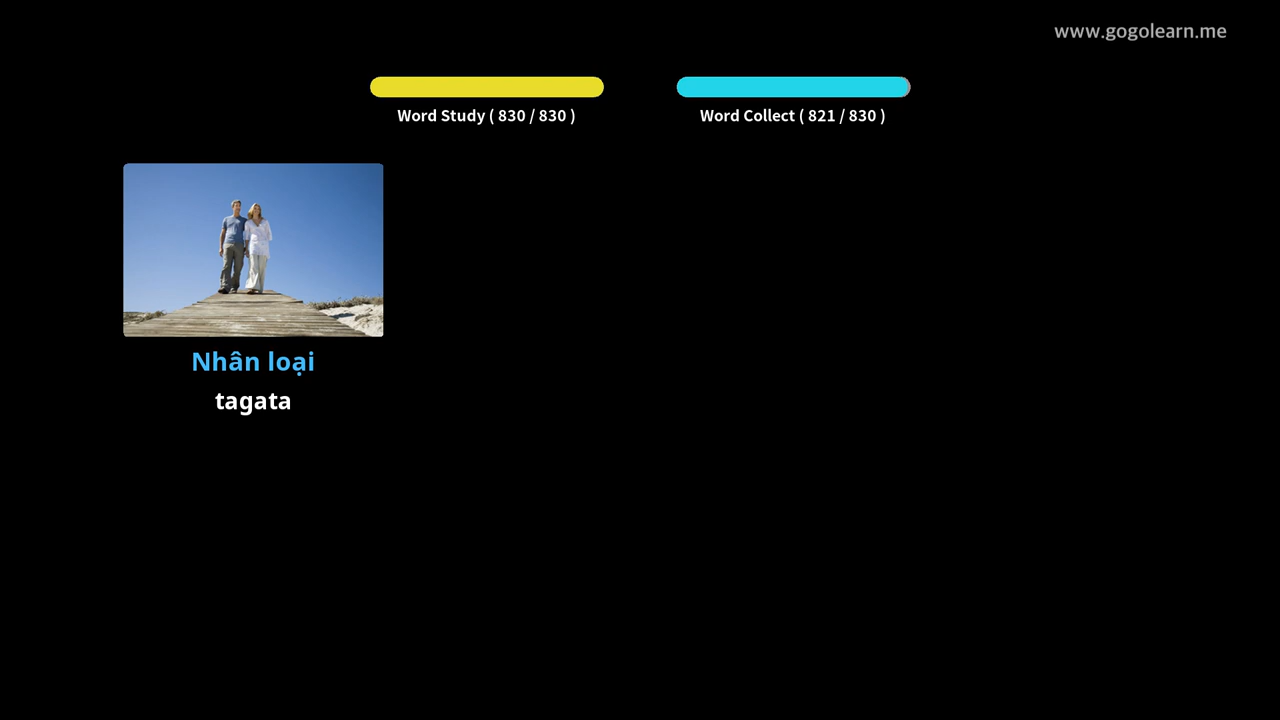 www.gogolearn.me
Word Study ( 830 / 830 )
Word Collect ( 821 / 830 )
Nhân loại
tagata